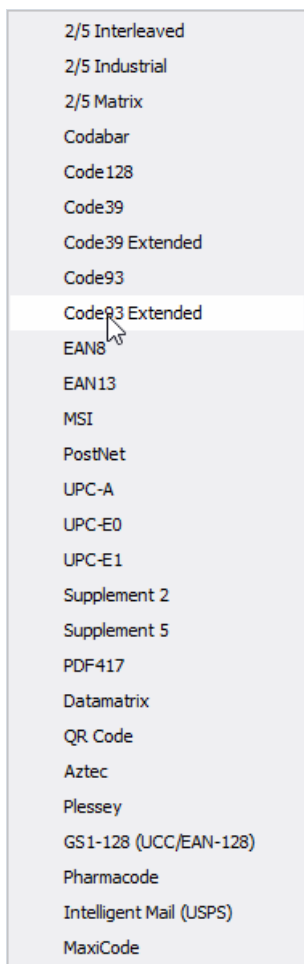 2/5 Interleaved
2/5 Industrial
2/5 Matrix
Codabar
Code128
Code39
Code39 Extended
Code93
Code93 Extended
EAN8
EAN13
MSI
PostNet
UPC-A
UPC-E0
UPC-E1
Supplement 2
Supplement 5
PDF417
Datamatrix
QR Code
Aztec
Plessey
GS1-128 (UCC/EAN-128)
Pharmacode
Intelligent Mail (USPS)
MaxiCode